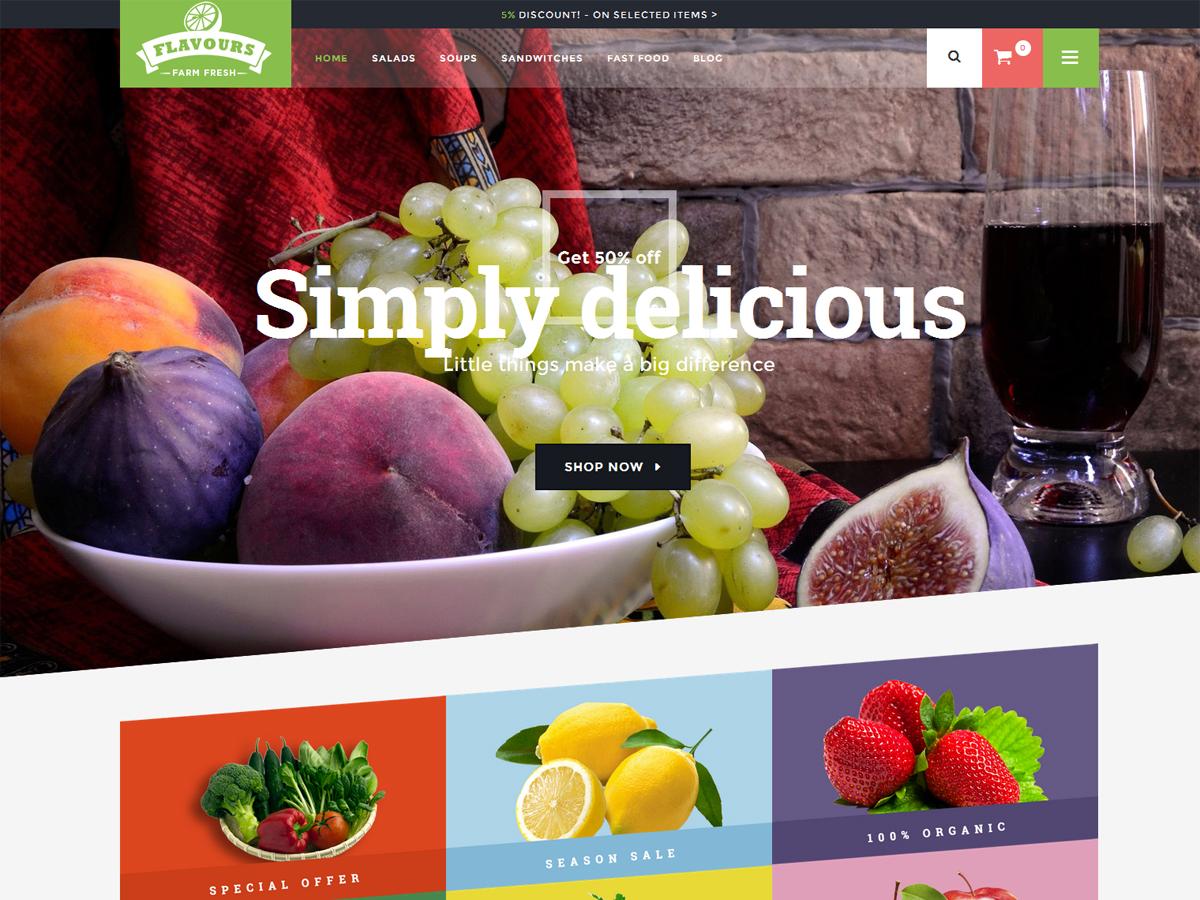 5% DISCOUNT! - ON SELECTED ITEMS >
FLAVOURS
FARM FRESH
HOME SALADS SOUPS SANDWITCHES FAST FOOD BLOG
0
Get 50% off
Simply delicious
Little things make a big difference
SHOP NOW
SPECIAL OFFER
SEASON SALE
100% ORGANIC